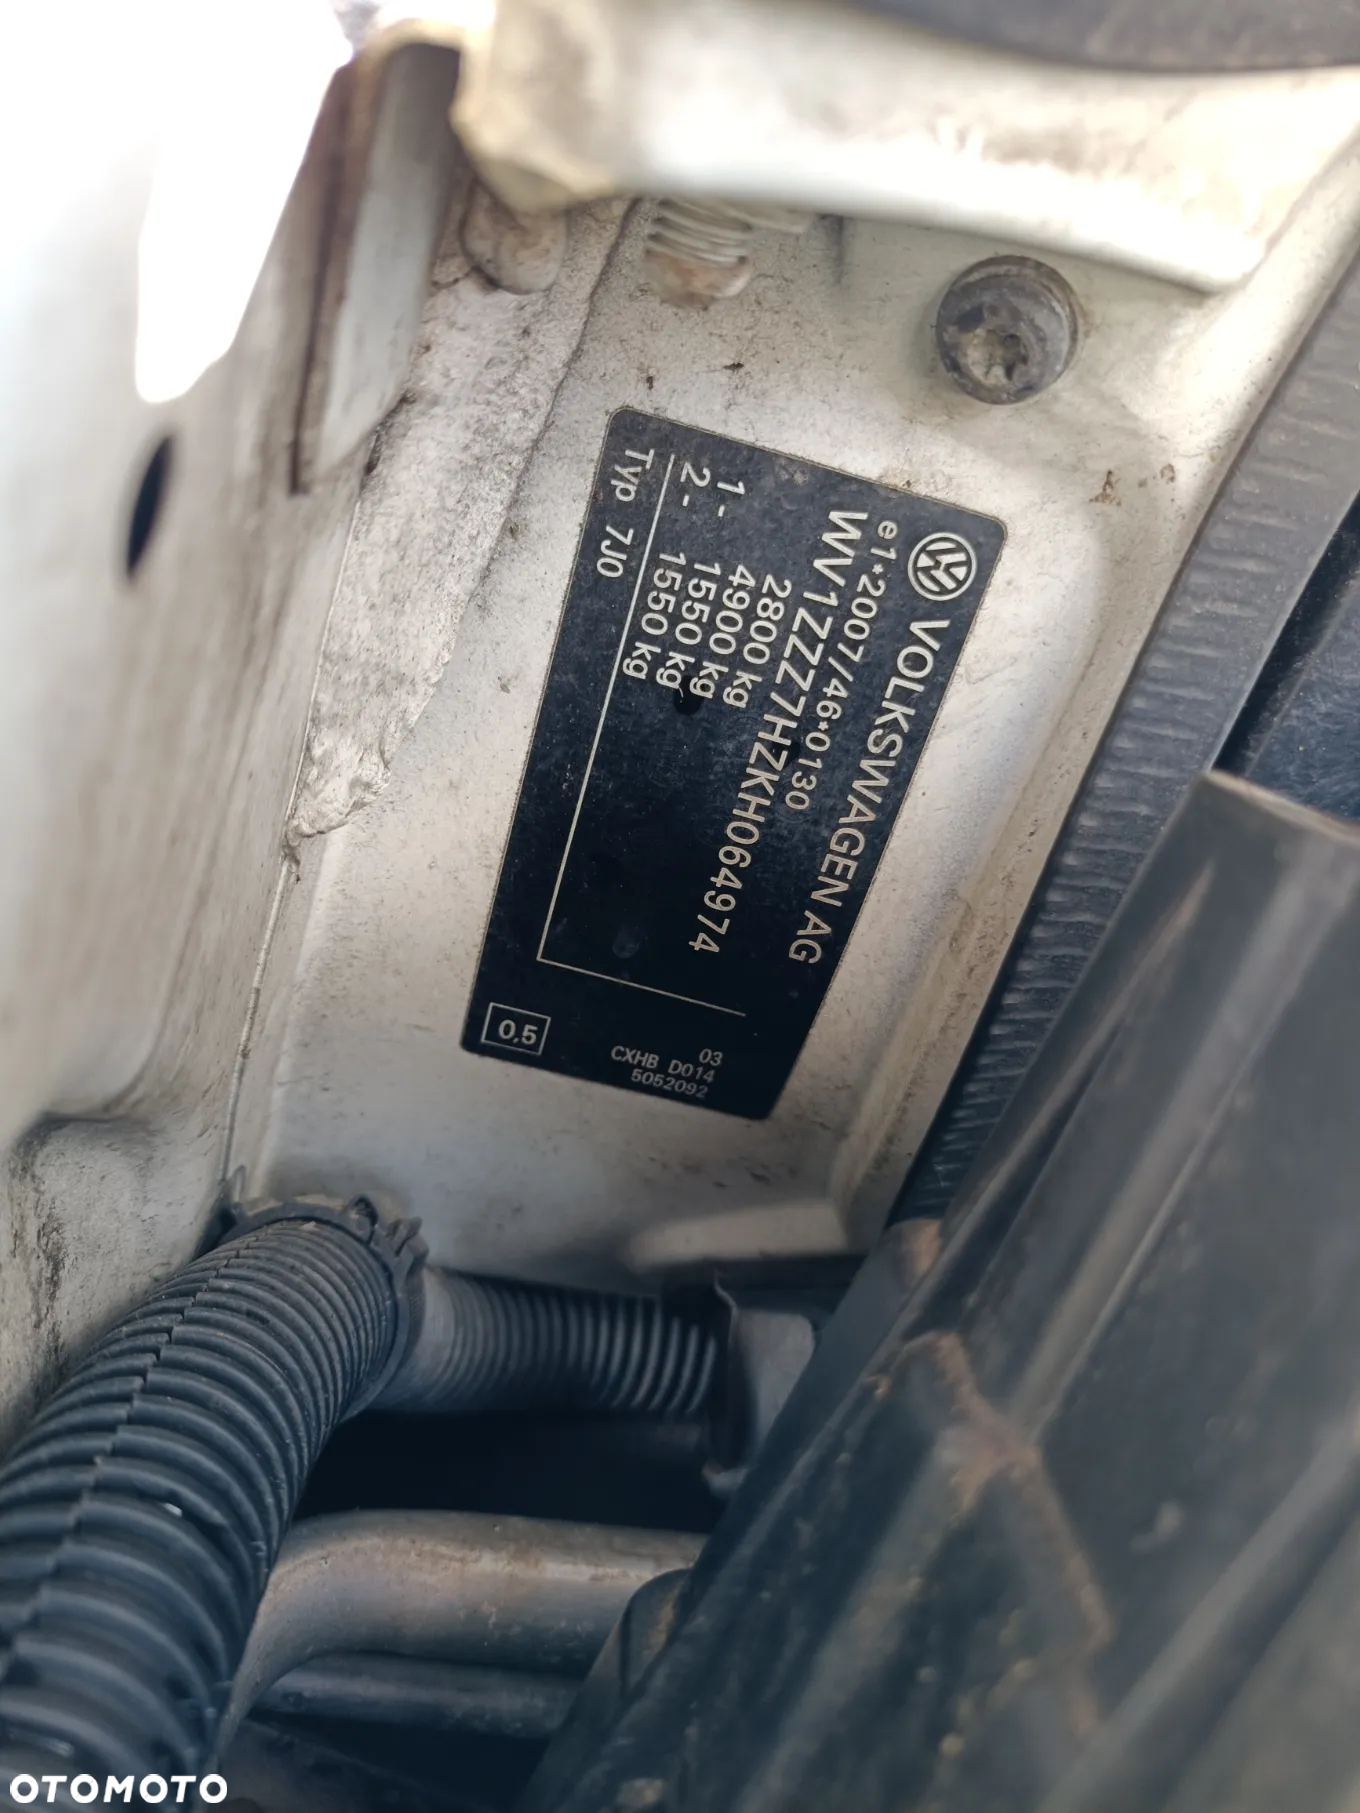 VOLKSWAGEN AG
e1*2007/46*0130
WV1ZZZ7HZKH064974
2800 kg
4900 kg
1 - 1550 kg
2 - 1550 kg
Typ 7J0
03
CXHB D014
5052092
0,5
OTOMOTO